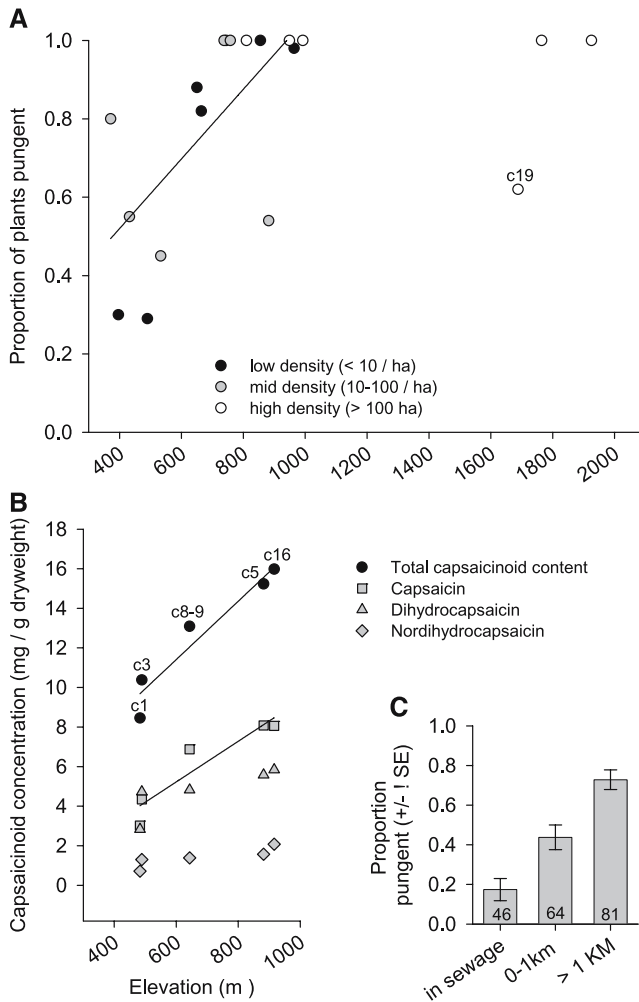 A
Proportion of plants pungent
1.0
0.8
0.6
0.4
0.2
0.0
c19
low density (< 10 / ha)
mid density (10-100 / ha)
high density (> 100 ha)
400 600 800 1000 1200 1400 1600 1800 2000
B
Capsaicinoid concentration (mg / g dryweight)
18
16
14
12
10
8
6
4
2
0
c16
c5
c8-9
c3
c1
400 600 800 1000
Elevation (m )
Total capsaicinoid content
Capsaicin
Dihydrocapsaicin
Nordihydrocapsaicin
C
Proportion
pungent (+/- ! SE)
1.0
0.8
0.6
0.4
0.2
0.0
46 64 81
in sewage 0-1km > 1 KM